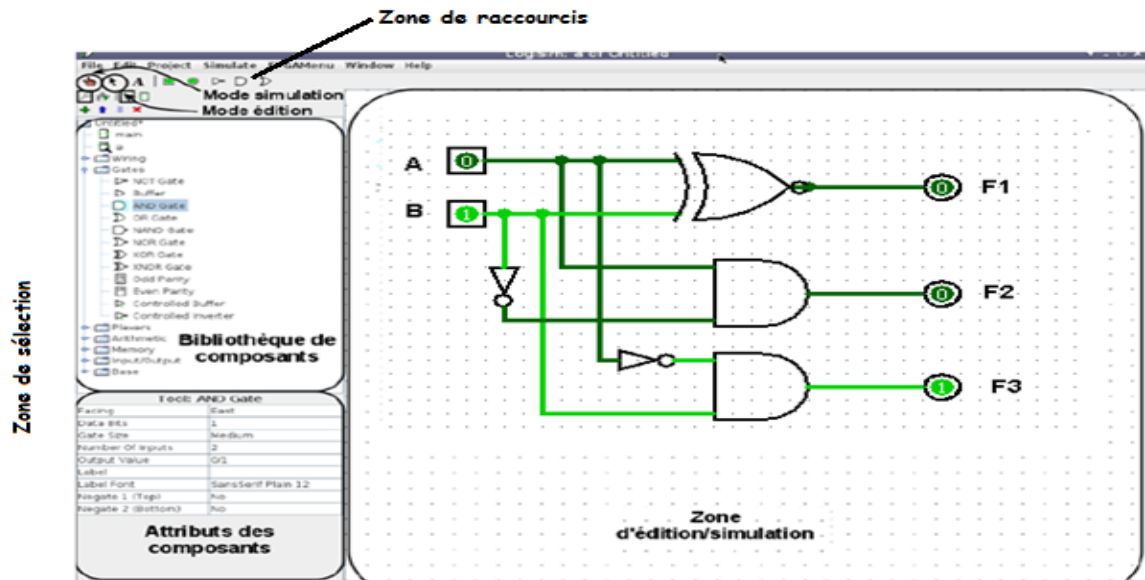 Zone de raccourcis
File Edit Project Simulate Window Help
A
Mode simulation
Mode édition
Untitled*
main
a
Wiring
Gates
NOT Gate
Buffer
AND Gate
OR Gate
NAND Gate
NOR Gate
XOR Gate
XNOR Gate
Odd Parity
Even Parity
Controlled Buffer
Controlled Inverter
Plexers
Arithmetic
Memory
Input/Output
Base
Bibliothèque de
composants
Zone de sélection
Tool: AND Gate
Facing East
Data Bits 1
Gate Size Medium
Number Of Inputs 2
Output Value 0/1
Label
Label Font SansSerif Plain 12
Negate 1 (Top) No
Negate 2 (Bottom) No
Attributs des
composants
A 0
B 1
0 F1
0 F2
1 F3
Zone
d'édition/simulation